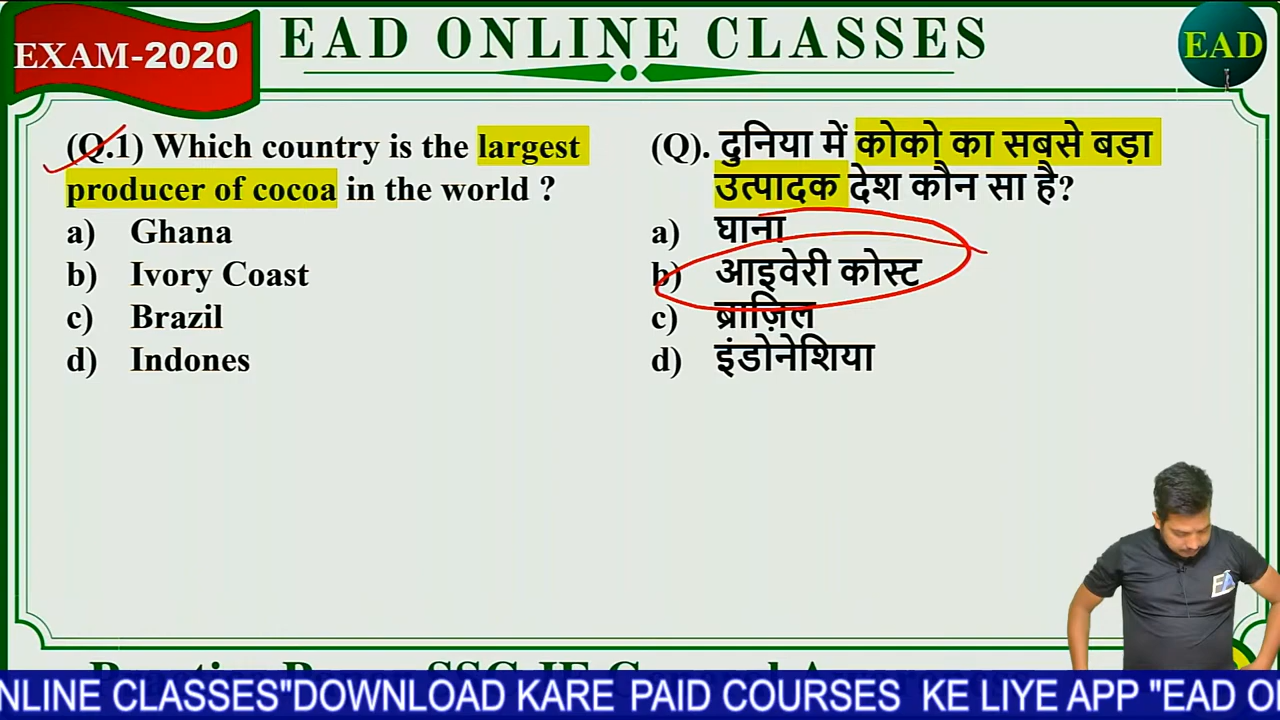 EXAM-2020
EAD ONLINE CLASSES
EAD
(Q.1) Which country is the largest
producer of cocoa in the world ?
a) Ghana
b) Ivory Coast
c) Brazil
d) Indones
(Q). दुनिया में कोको का सबसे बड़ा
उत्पादक देश कौन सा है?
a) घाना
b) आइवेरी कोस्ट
c) ब्राज़िल
d) इंडोनेशिया
NLINE CLASSES"DOWNLOAD KARE PAID COURSES KE LIYE APP "EAD O